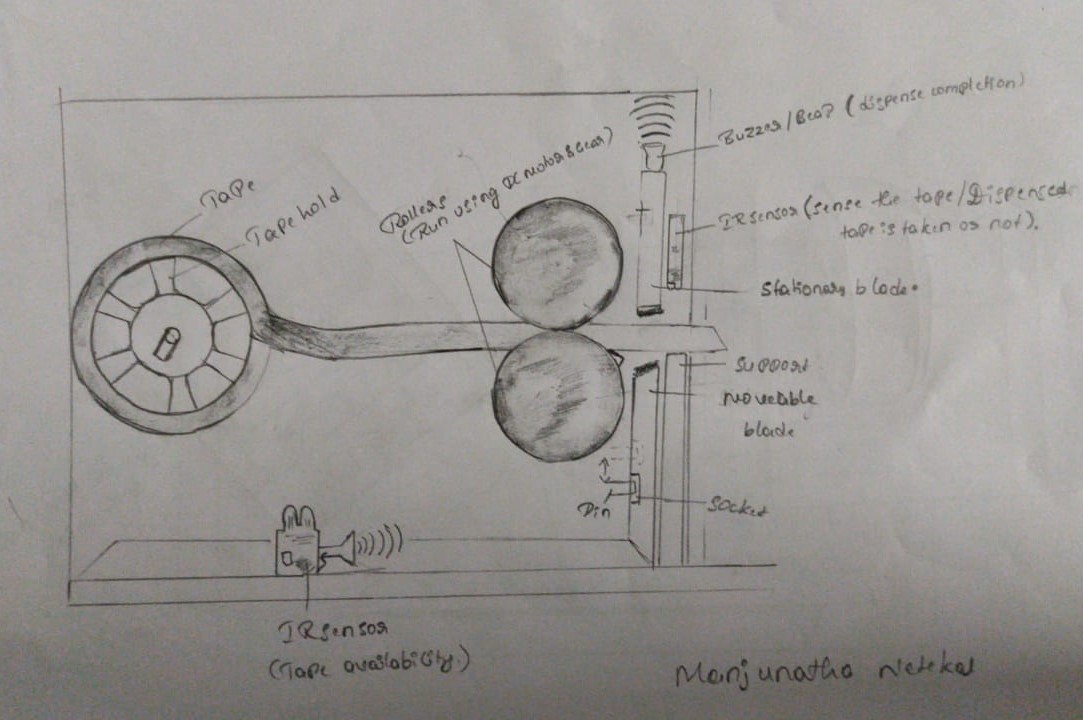 Buzzer/Beap (dispense completion)
Tape
Tape hold
Rollers
(Run using DC motor & Gear)
IR sensor (sense the tape/Dispensed
tape is taken or not).
stationary blade.
support
Moveable
blade
Pin
socket
IR sensor
(Tape availability.)
Manjunatha Netekal